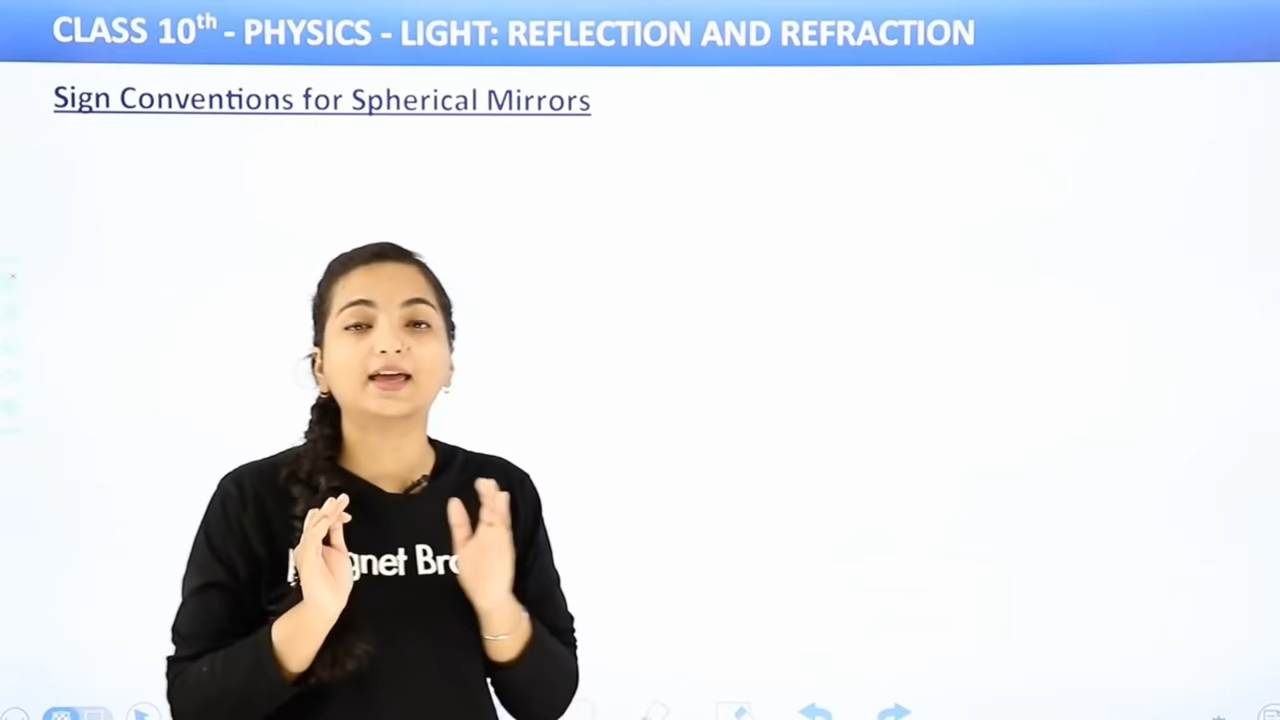 CLASS 10th - PHYSICS - LIGHT: REFLECTION AND REFRACTION
Sign Conventions for Spherical Mirrors
gnet Br